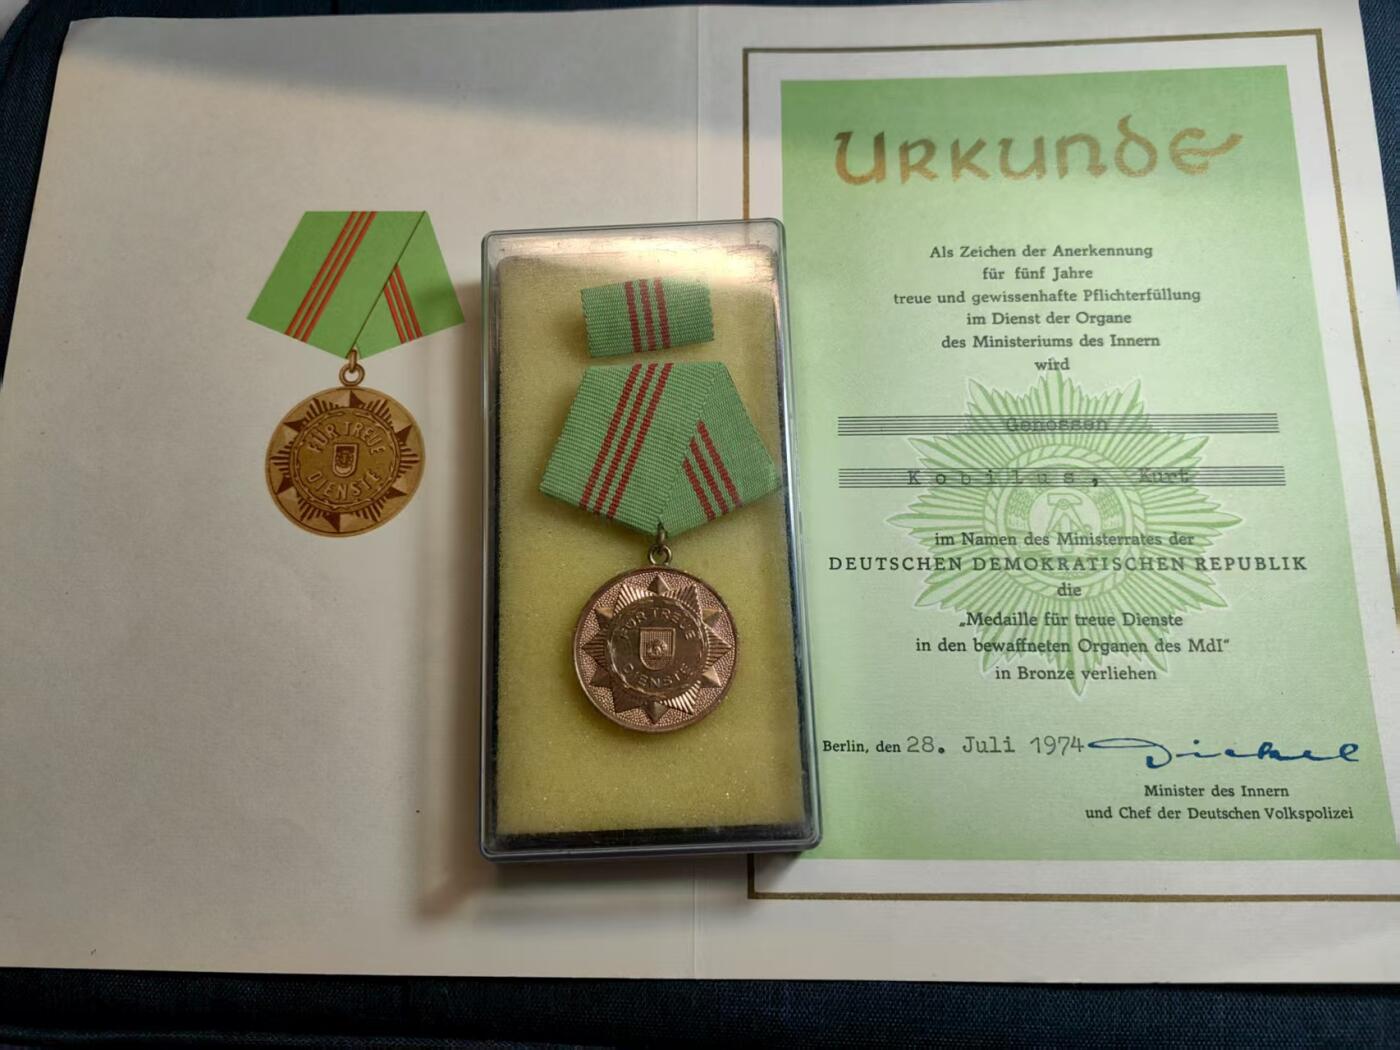 FÜR TREUE
DIENSTE
FÜR TREUE
DIENSTE
Urkunde
Als Zeichen der Anerkennung
für fünf Jahre
treue und gewissenhafte Pflichterfüllung
im Dienst der Organe
des Ministeriums des Innern
wird
Genossen
Kobilus, Kurt
im Namen des Ministerrates der
DEUTSCHEN DEMOKRATISCHEN REPUBLIK
die
„Medaille für treue Dienste
in den bewaffneten Organen des MdI“
in Bronze verliehen
Berlin, den 28. Juli 1974 Dickel
Minister des Innern
und Chef der Deutschen Volkspolizei